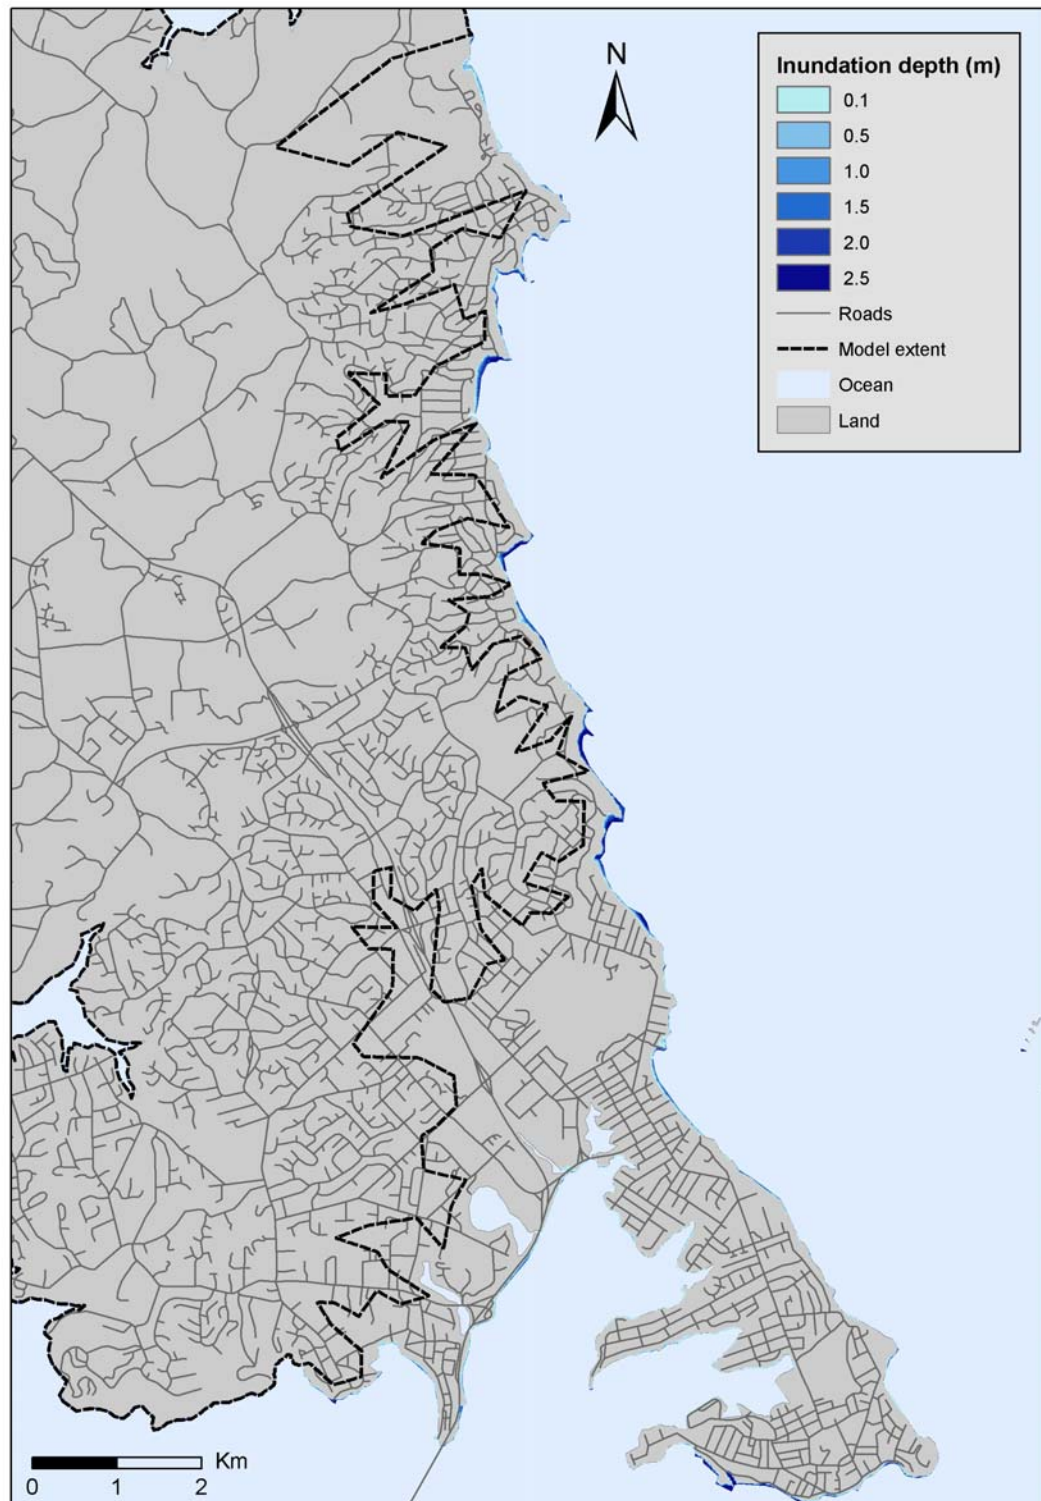 N
Inundation depth (m)
0.1
0.5
1.0
1.5
2.0
2.5
Roads
Model extent
Ocean
Land
Km
0 1 2